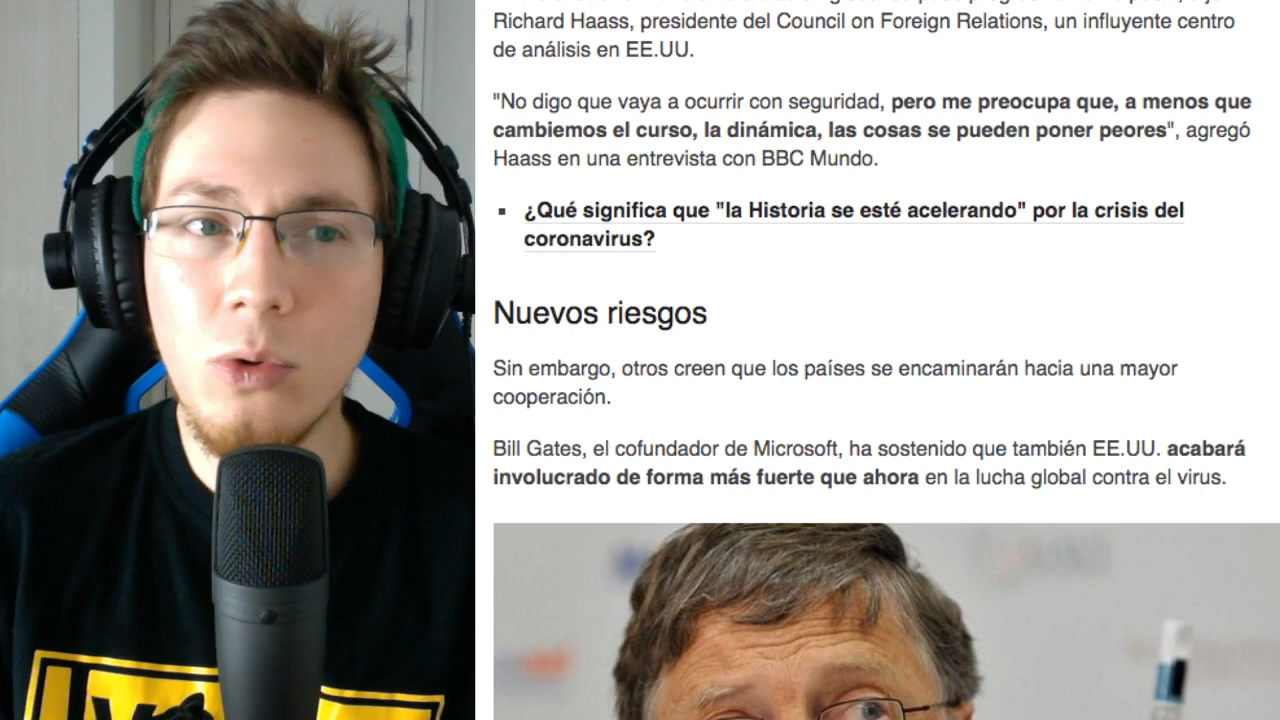 Richard Haass, presidente del Council on Foreign Relations, un influyente centro
de análisis en EE.UU.
"No digo que vaya a ocurrir con seguridad, pero me preocupa que, a menos que
cambiemos el curso, la dinámica, las cosas se pueden poner peores", agregó
Haass en una entrevista con BBC Mundo.
¿Qué significa que "la Historia se esté acelerando" por la crisis del
coronavirus?
Nuevos riesgos
Sin embargo, otros creen que los países se encaminarán hacia una mayor
cooperación.
Bill Gates, el cofundador de Microsoft, ha sostenido que también EE.UU. acabará
involucrado de forma más fuerte que ahora en la lucha global contra el virus.